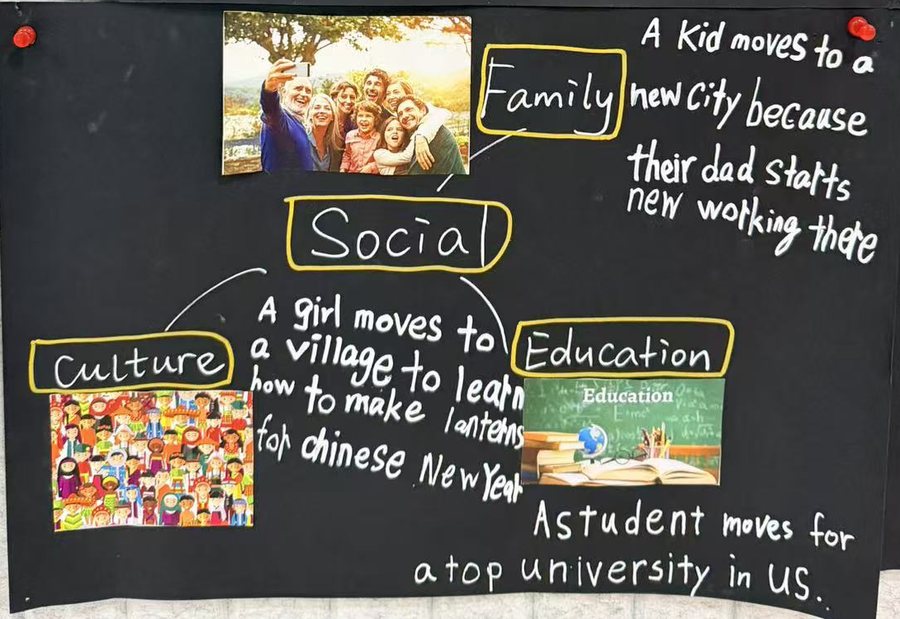 Family
A Kid moves to a
new City because
their dad starts
new working there
Social
Culture
A girl moves to
a village to learn
how to make lanterns
for chinese New Year
Education
Education
A student moves for
a top university in US..